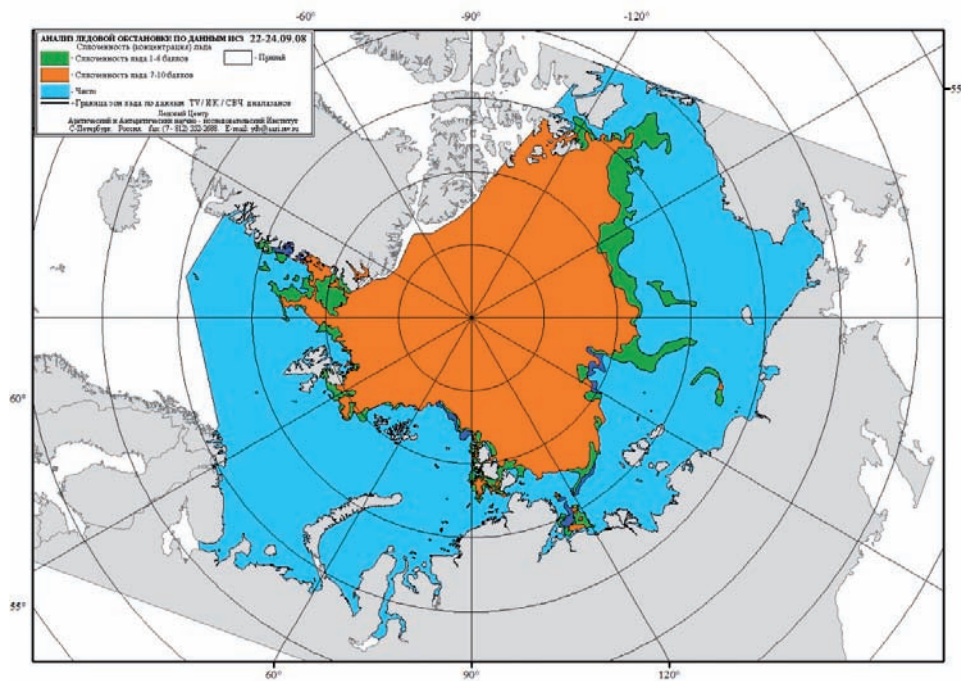 -60°
-90°
-120°
АНАЛИЗ ЛЕДОВОЙ ОБСТАНОВКИ ПО ДАННЫМ ИСЗ 22-24.09.08
Сплоченность (концентрация) льда
- Сплоченность льда 1-6 баллов
- Припай
- Сплоченность льда 7-10 баллов
- Чисто
- Граница зон льда по данным TV / ИК / СВЧ диапазонов
Ледовый Центр
Арктический и Антарктический научно - исследовательский Институт
С-Петербург Россия
55°
60°
55°
60°
90°
120°